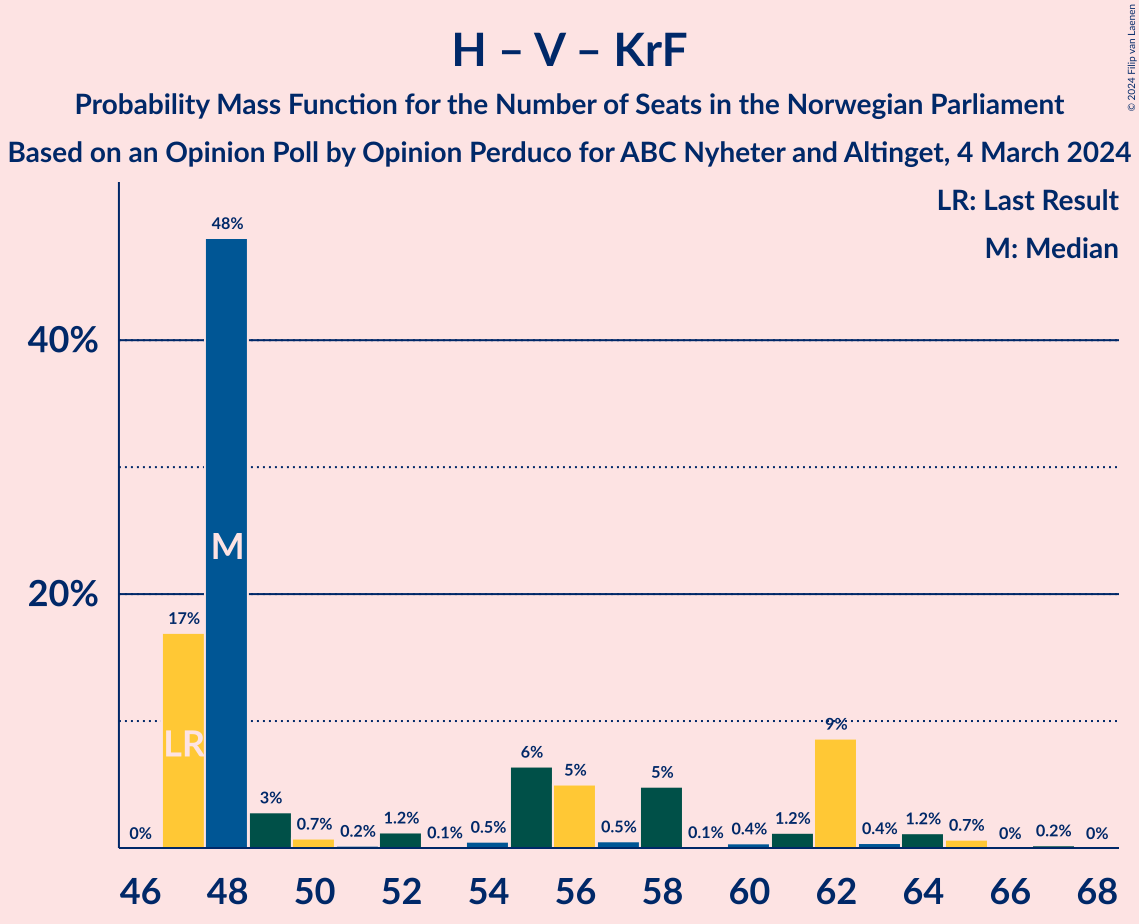 H – V – KrF
Probability Mass Function for the Number of Seats in the Norwegian Parliament
Based on an Opinion Poll by Opinion Perduco for ABC Nyheter and Altinget, 4 March 2024
© 2024 Filip van Laenen
LR: Last Result
M: Median
48%
40%
M
20%
17%
LR
9%
6%
5%
5%
3%
0%
0.7%
0.2%
1.2%
0.1%
0.5%
0.5%
0.1%
0.4%
1.2%
0.4%
1.2%
0.7%
0%
0.2%
0%
46 48 50 52 54 56 58 60 62 64 66 68